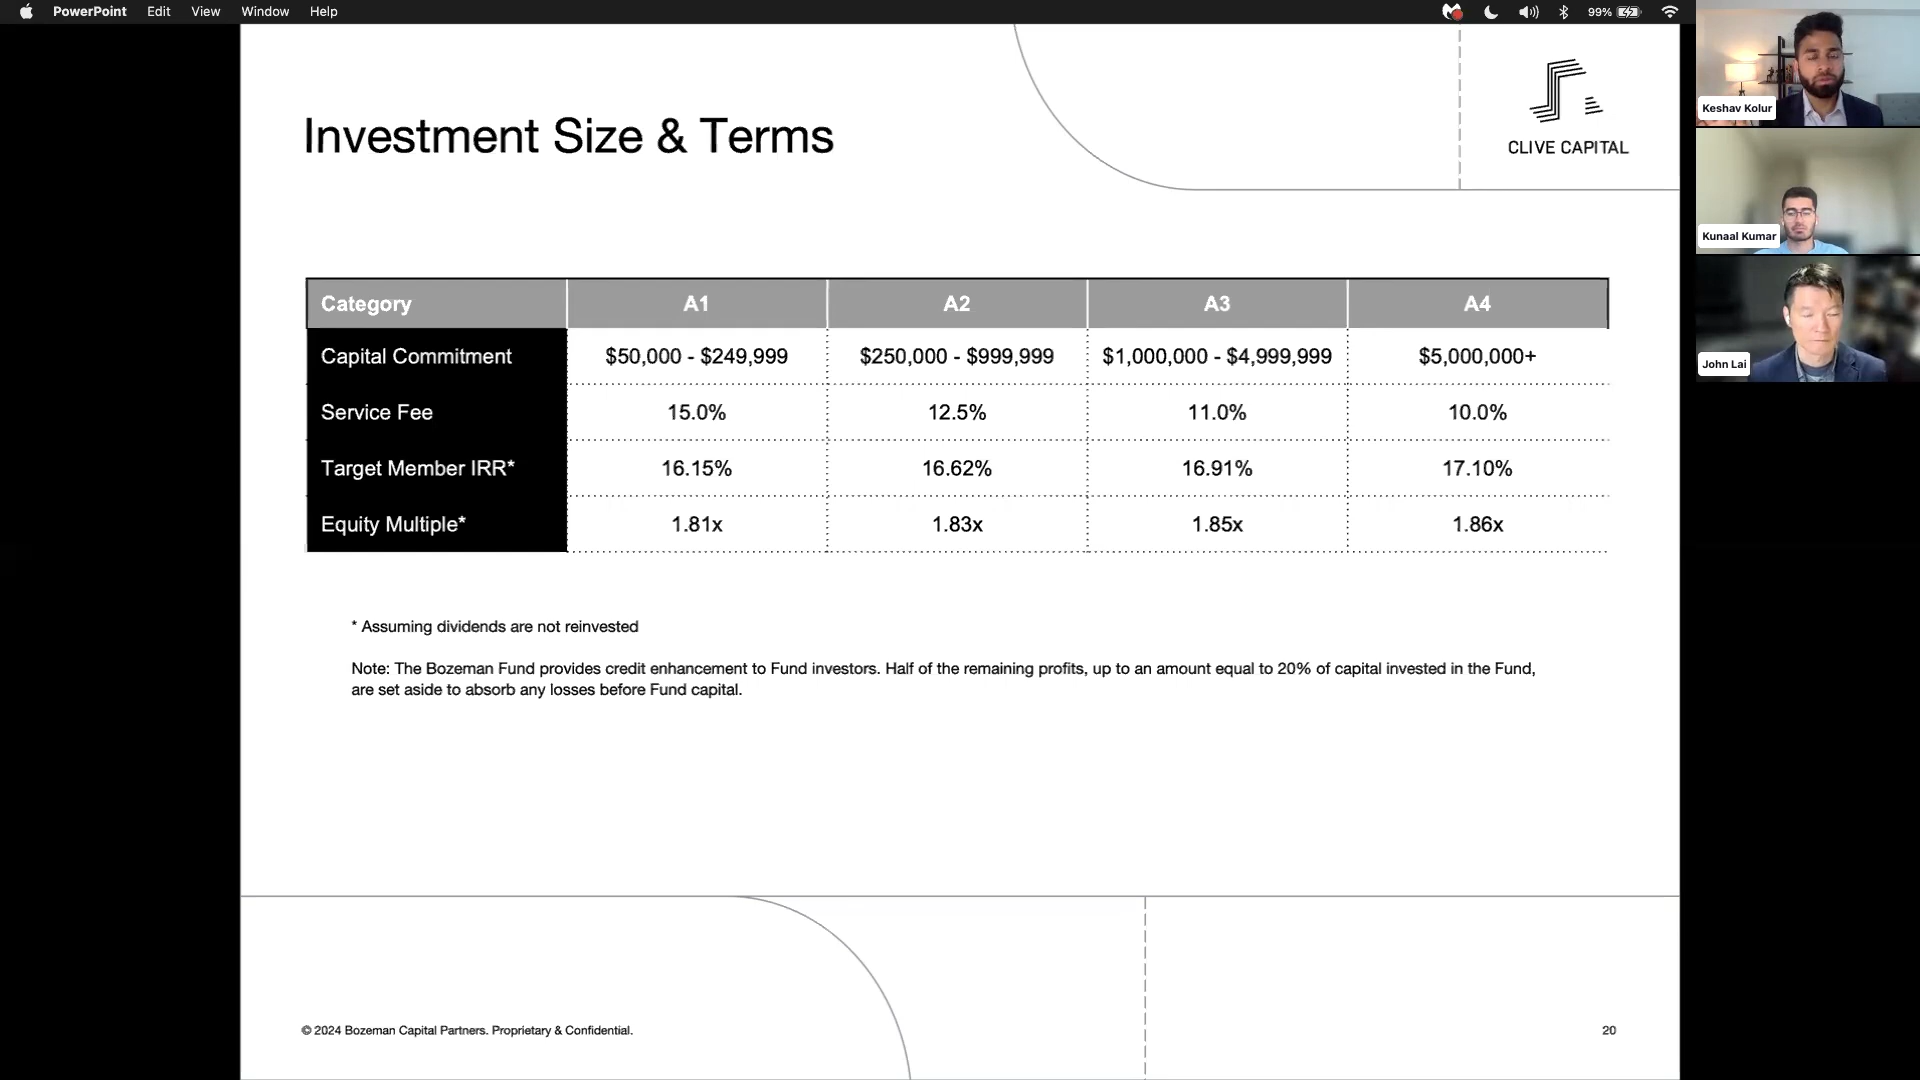 PowerPoint Edit View Window Help 99%
Investment Size & Terms
CLIVE CAPITAL
Keshav Kolur
Kunaal Kumar
John Lai
Category A1 A2 A3 A4
Capital Commitment $50,000 - $249,999 $250,000 - $999,999 $1,000,000 - $4,999,999 $5,000,000+
Service Fee 15.0% 12.5% 11.0% 10.0%
Target Member IRR* 16.15% 16.62% 16.91% 17.10%
Equity Multiple* 1.81x 1.83x 1.85x 1.86x
* Assuming dividends are not reinvested
Note: The Bozeman Fund provides credit enhancement to Fund investors. Half of the remaining profits, up to an amount equal to 20% of capital invested in the Fund,
are set aside to absorb any losses before Fund capital.
© 2024 Bozeman Capital Partners. Proprietary & Confidential. 20